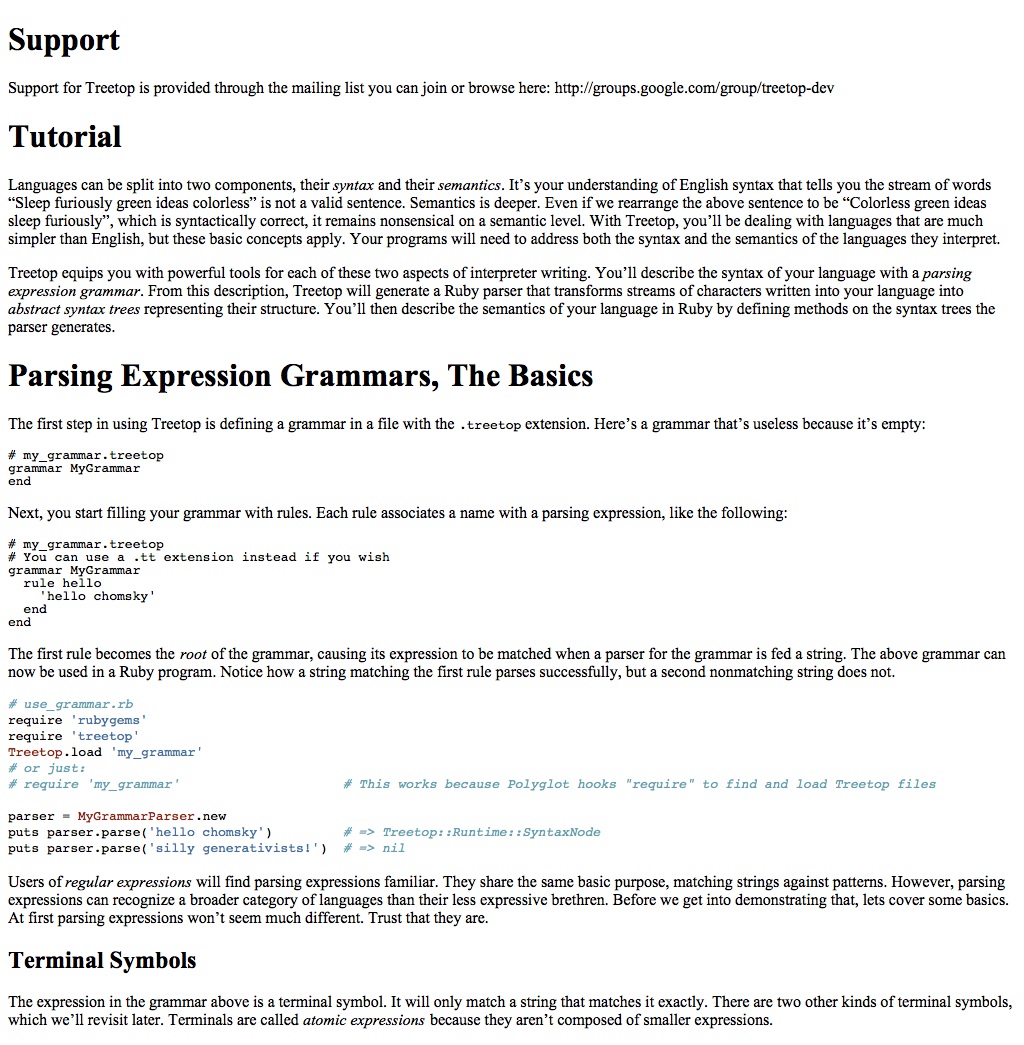 Support
Support for Treetop is provided through the mailing list you can join or browse here: http://groups.google.com/group/treetop-dev
Tutorial
Languages can be split into two components, their syntax and their semantics. It’s your understanding of English syntax that tells you the stream of words
“Sleep furiously green ideas colorless” is not a valid sentence. Semantics is deeper. Even if we rearrange the above sentence to be “Colorless green ideas
sleep furiously”, which is syntactically correct, it remains nonsensical on a semantic level. With Treetop, you’ll be dealing with languages that are much
simpler than English, but these basic concepts apply. Your programs will need to address both the syntax and the semantics of the languages they interpret.
Treetop equips you with powerful tools for each of these two aspects of interpreter writing. You’ll describe the syntax of your language with a parsing
expression grammar. From this description, Treetop will generate a Ruby parser that transforms streams of characters written into your language into
abstract syntax trees representing their structure. You’ll then describe the semantics of your language in Ruby by defining methods on the syntax trees the
parser generates.
Parsing Expression Grammars, The Basics
The first step in using Treetop is defining a grammar in a file with the .treetop extension. Here’s a grammar that’s useless because it’s empty:
# my_grammar.treetop
grammar MyGrammar
end
Next, you start filling your grammar with rules. Each rule associates a name with a parsing expression, like the following:
# my_grammar.treetop
# You can use a .tt extension instead if you wish
grammar MyGrammar
  rule hello
    'hello chomsky'
  end
end
The first rule becomes the root of the grammar, causing its expression to be matched when a parser for the grammar is fed a string. The above grammar can
now be used in a Ruby program. Notice how a string matching the first rule parses successfully, but a second nonmatching string does not.
# use_grammar.rb
require 'rubygems'
require 'treetop'
Treetop.load 'my_grammar'
# or just:
# require 'my_grammar'                     # This works because Polyglot hooks "require" to find and load Treetop files
parser = MyGrammarParser.new
puts parser.parse('hello chomsky')         # => Treetop::Runtime::SyntaxNode
puts parser.parse('silly generativists!')  # => nil
Users of regular expressions will find parsing expressions familiar. They share the same basic purpose, matching strings against patterns. However, parsing
expressions can recognize a broader category of languages than their less expressive brethren. Before we get into demonstrating that, lets cover some basics.
At first parsing expressions won’t seem much different. Trust that they are.
Terminal Symbols
The expression in the grammar above is a terminal symbol. It will only match a string that matches it exactly. There are two other kinds of terminal symbols,
which we’ll revisit later. Terminals are called atomic expressions because they aren’t composed of smaller expressions.